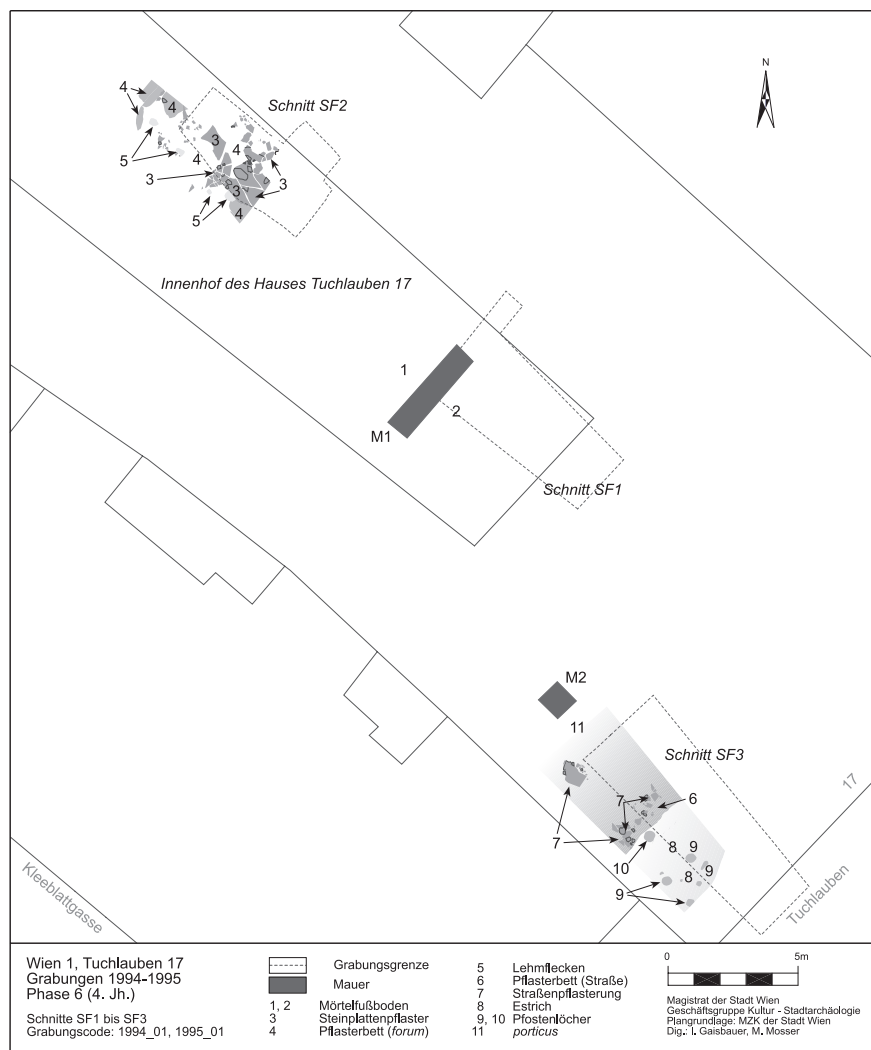 N
4
4
Schnitt SF2
5
3
4
4
3
3
3
5
4
Innenhof des Hauses Tuchlauben 17
1
2
M1
Schnitt SF1
M2
11
Schnitt SF3
17
7
6
7
8
9
10
8
9
9
Kleeblattgasse
Tuchlauben
Wien 1, Tuchlauben 17
Grabungen 1994-1995
Phase 6 (4. Jh.)
Schnitte SF1 bis SF3
Grabungscode: 1994_01, 1995_01
Grabungsgrenze
Mauer
1, 2 Mörtelfußboden
3 Steinplattenpflaster
4 Pflasterbett (forum)
5 Lehmflecken
6 Pflasterbett (Straße)
7 Straßenpflasterung
8 Estrich
9, 10 Pfostenlöcher
11 porticus
0 5m
Magistrat der Stadt Wien
Geschäftsgruppe Kultur - Stadtarchäologie
Plangrundlage: MZK der Stadt Wien
Dig.: I. Gaisbauer, M. Mosser